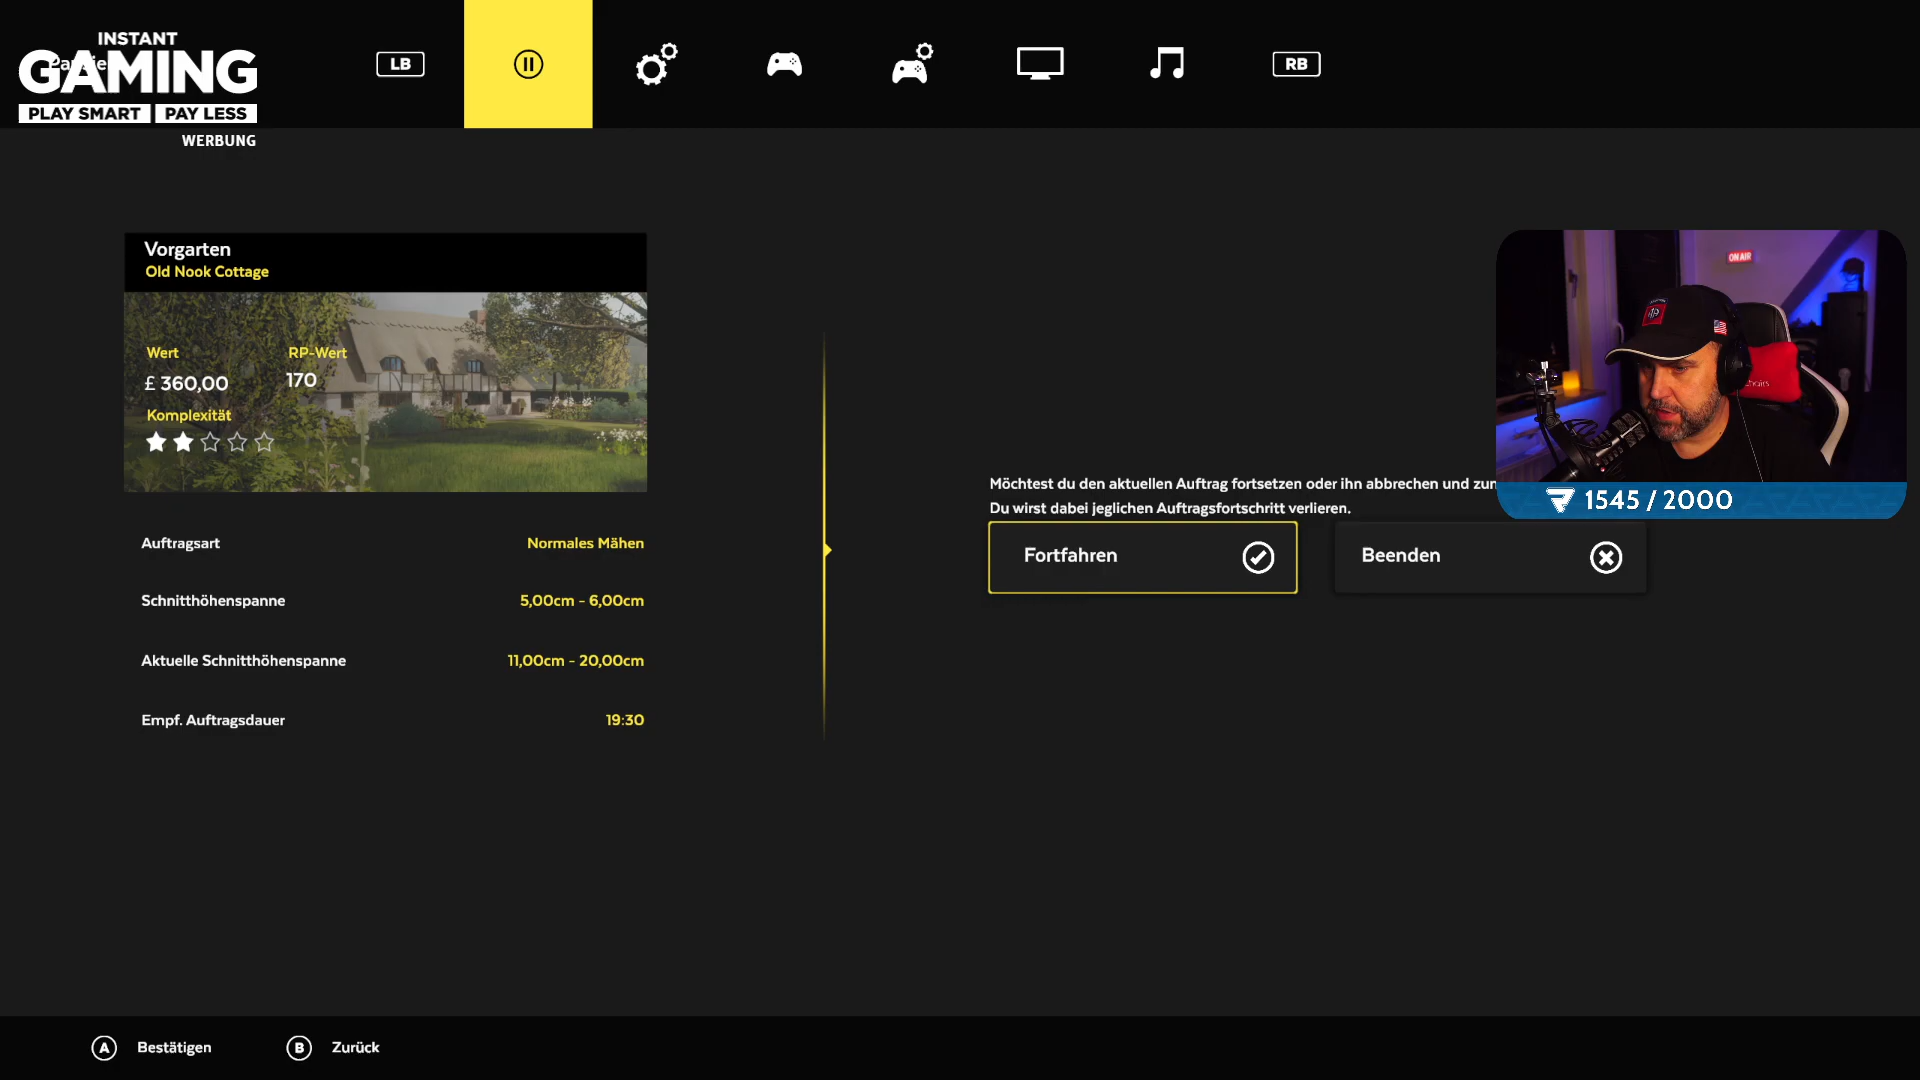 INSTANT
GAMING
PLAY SMART PAY LESS
WERBUNG
LB
RB
Vorgarten
Old Nook Cottage
Wert
RP-Wert
£ 360,00
170
Komplexität
Auftragsart
Normales Mähen
Schnitthöhenspanne
5,00cm - 6,00cm
Aktuelle Schnitthöhenspanne
11,00cm - 20,00cm
Empf. Auftragsdauer
19:30
Möchtest du den aktuellen Auftrag fortsetzen oder ihn abbrechen und
Du wirst dabei jeglichen Auftragsfortschritt verlieren.
Fortfahren
Beenden
ON AIR
1545 / 2000
A Bestätigen
B Zurück